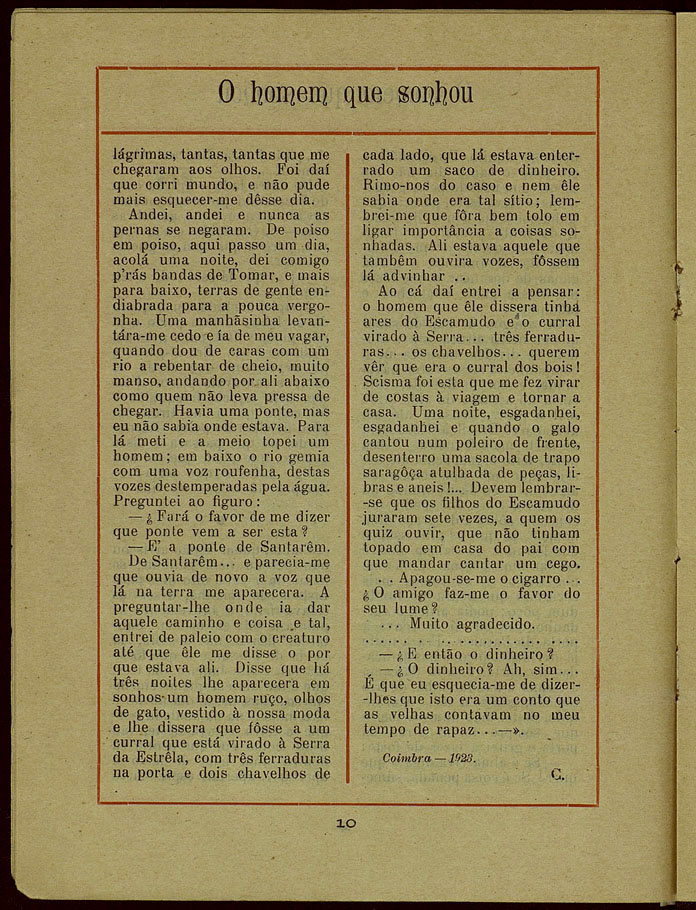 O homem que sonhou
lágrimas, tantas, tantas que me
chegaram aos olhos. Foi daí
que corri mundo, e não pude
mais esquecer-me dêsse dia.
Andei, andei e nunca as
pernas se negaram. De poiso
em poiso, aqui passo um dia,
acolá uma noite, dei comigo
p'rás bandas de Tomar, e mais
para baixo, terras de gente en-
diabrada para a pouca vergo-
nha. Uma manhãsinha levan-
tára-me cedo e ía de meu vagar,
quando dou de caras com um
rio a rebentar de cheio, muito
manso, andando por ali abaixo
como quem não leva pressa de
chegar. Havia uma ponte, mas
eu não sabia onde estava. Para
lá meti e a meio topei um
homem; em baixo o rio gemia
com uma voz roufenha, destas
vozes destemperadas pela água.
Preguntei ao figuro:
— ¿ Fará o favor de me dizer
que ponte vem a ser esta?
— E' a ponte de Santarêm.
De Santarêm... e parecia-me
que ouvia de novo a voz que
lá na terra me aparecera. A
preguntar-lhe onde ia dar
aquele caminho e coisa e tal,
entrei de paleio com o creaturo
até que êle me disse o por
que estava ali. Disse que há
três noites lhe aparecera em
sonhos um homem ruço, olhos
de gato, vestido à nossa moda
e lhe dissera que fôsse a um
curral que está virado à Serra
da Estrêla, com três ferraduras
na porta e dois chavelhos de
cada lado, que lá estava enter-
rado um saco de dinheiro.
Rimo-nos do caso e nem êle
sabia onde era tal sítio; lem-
brei-me que fôra bem tolo em
ligar importância a coisas so-
nhadas. Ali estava aquele que
tambêm ouvira vozes, fôssem
lá advinhar ..
Ao cá daí entrei a pensar:
o homem que êle dissera tinha
ares do Escamudo e o curral
virado à Serra... três ferradu-
ras... os chavelhos... querem
vêr que era o curral dos bois!
Scisma foi esta que me fez virar
de costas à viagem e tornar a
casa. Uma noite, esgadanhei,
esgadanhei e quando o galo
cantou num poleiro de frente,
desenterro uma sacola de trapo
saragôça atulhada de peças, li-
bras e aneis!... Devem lembrar-
-se que os filhos do Escamudo
juraram sete vezes, a quem os
quiz ouvir, que não tinham
topado em casa do pai com
que mandar cantar um cego.
. . Apagou-se-me o cigarro . .
¿ O amigo faz-me o favor do
seu lume?
... Muito agradecido.
.............................
— ¿ E então o dinheiro?
— ¿ O dinheiro? Ah, sim...
É que eu esquecia-me de dizer-
-lhes que isto era um conto que
as velhas contavam no meu
tempo de rapaz...—».
Coimbra — 1923.
C.
10